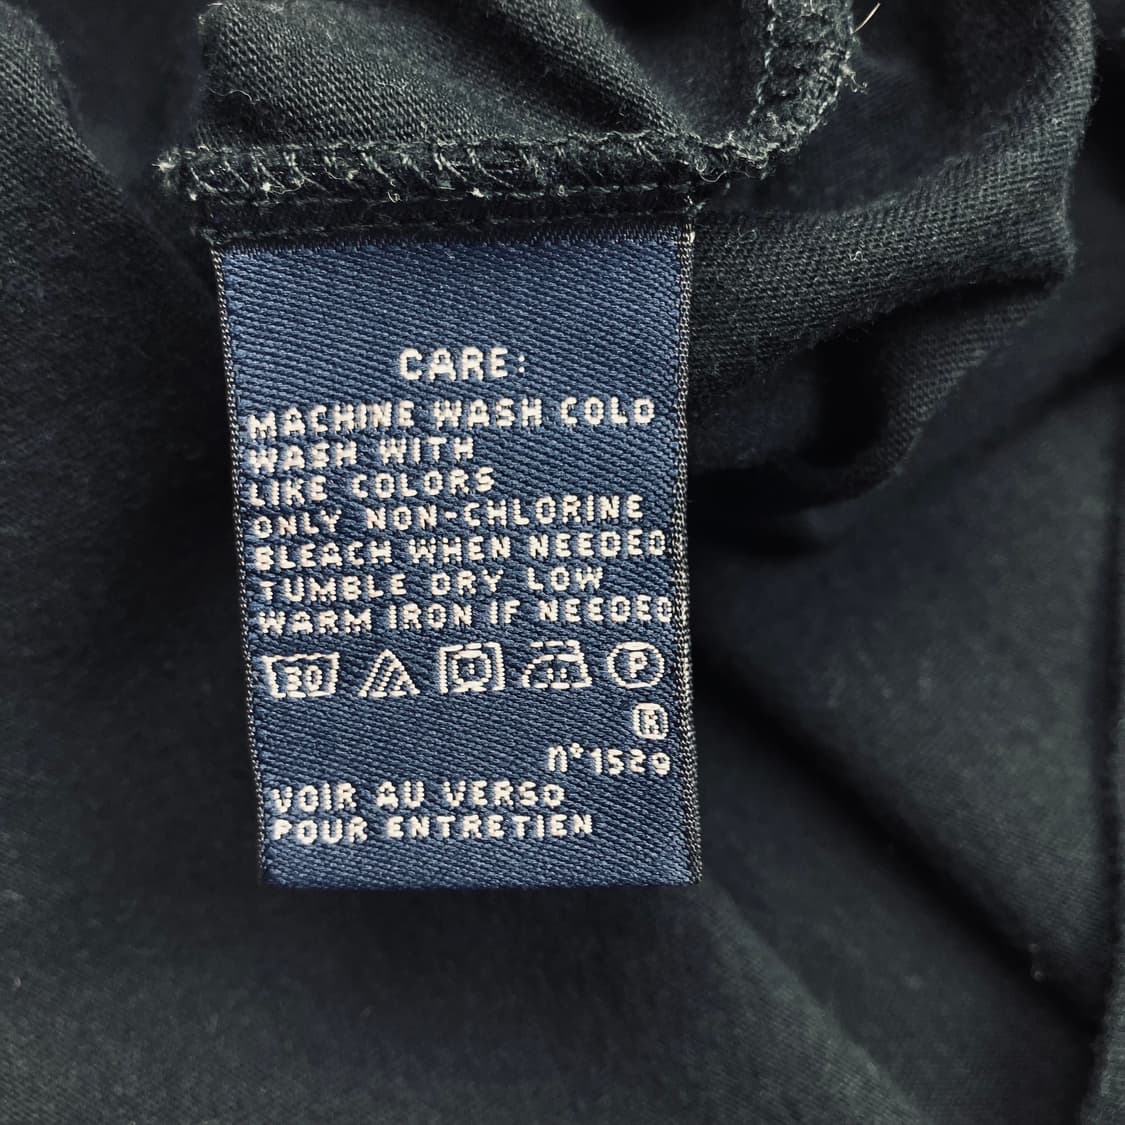 CARE:
MACHINE WASH COLD
WASH WITH
LIKE COLORS
ONLY NON-CHLORINE
BLEACH WHEN NEEDED
TUMBLE DRY LOW
WARM IRON IF NEEDED
30 P
R
n°1529
VOIR AU VERSO
POUR ENTRETIEN